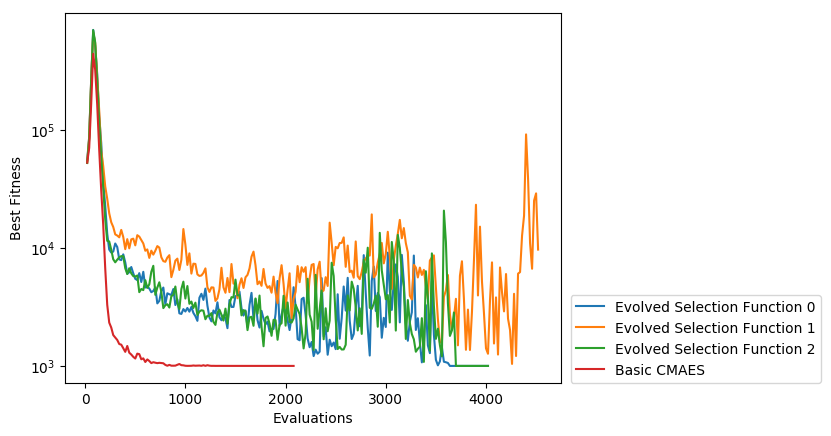 Best Fitness
10^5
10^4
10^3
0
1000
2000
3000
4000
Evaluations
Evolved Selection Function 0
Evolved Selection Function 1
Evolved Selection Function 2
Basic CMAES